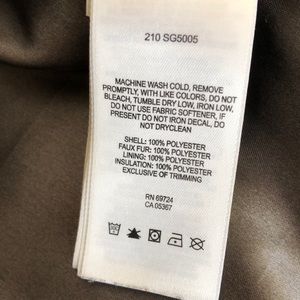 210 SG5005
MACHINE WASH COLD, REMOVE
PROMPTLY, WITH LIKE COLORS, DO NOT
BLEACH, TUMBLE DRY LOW, IRON LOW,
DO NOT USE FABRIC SOFTENER, IF
PRESENT DO NOT IRON DECAL, DO
NOT DRYCLEAN
SHELL: 100% POLYESTER
FAUX FUR: 100% POLYESTER
LINING: 100% POLYESTER
INSULATION: 100% POLYESTER
EXCLUSIVE OF TRIMMING
RN 69724
CA 05367